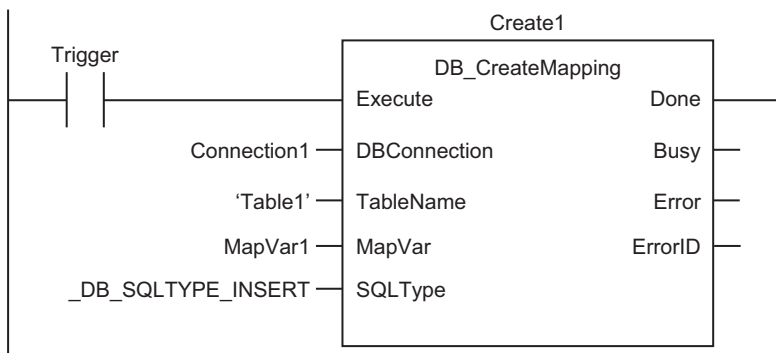 Create1
Trigger
DB_CreateMapping
Execute Done
Connection1 DBConnection Busy
‘Table1’ TableName Error
MapVar1 MapVar ErrorID
_DB_SQLTYPE_INSERT SQLType